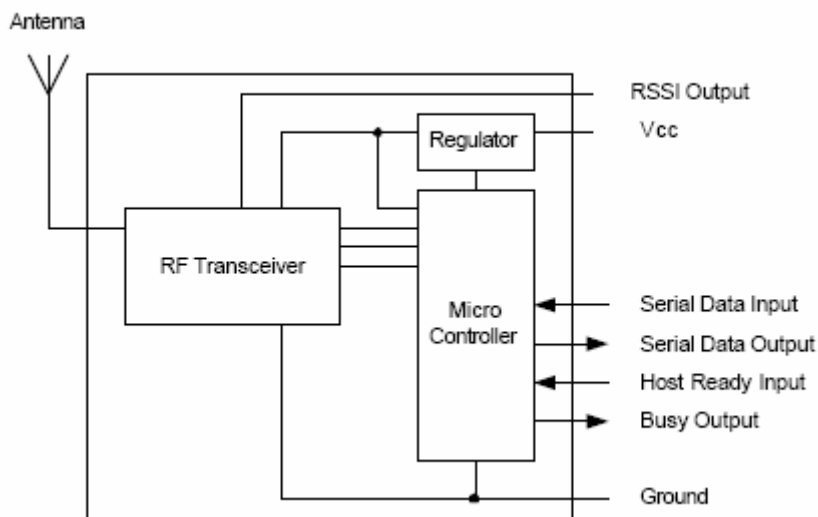 Antenna
RSSI Output
Regulator
Vcc
RF Transceiver
Micro
Controller
Serial Data Input
Serial Data Output
Host Ready Input
Busy Output
Ground